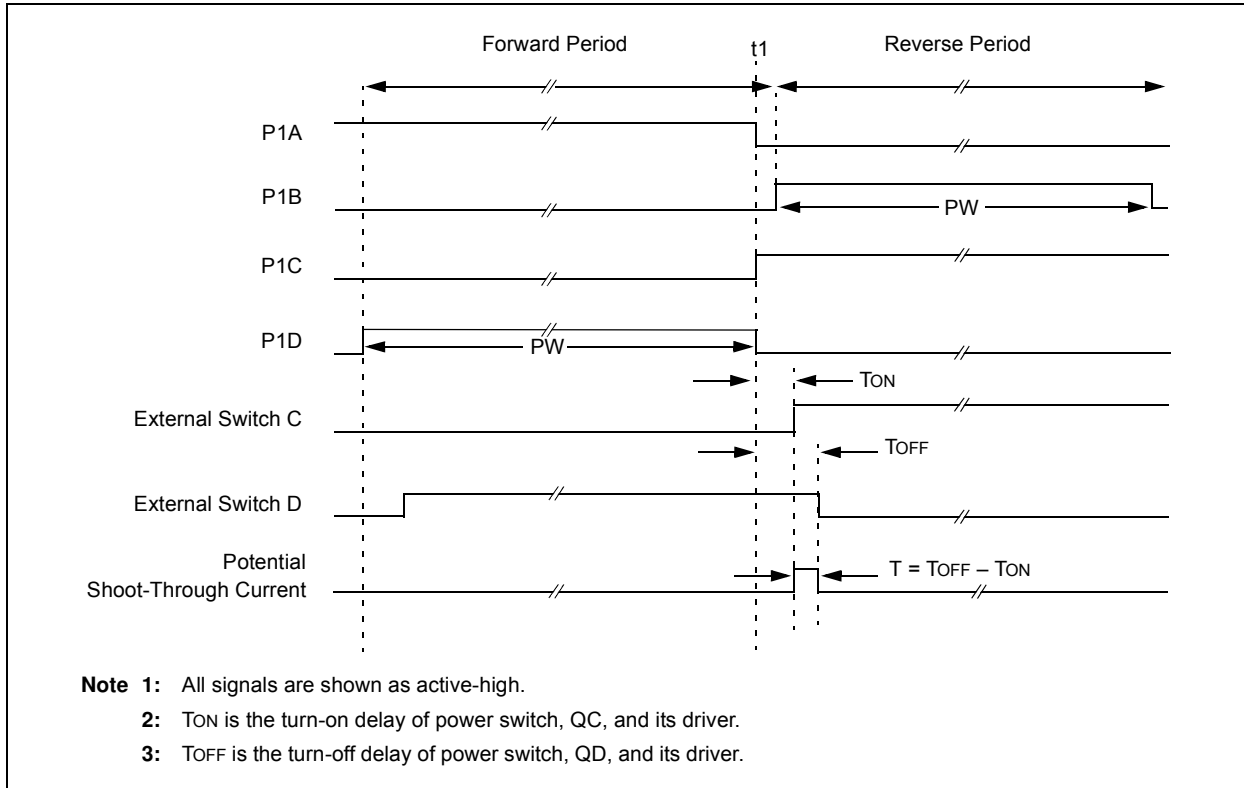 Forward Period
t1
Reverse Period
P1A
P1B
PW
P1C
P1D
PW
TON
External Switch C
TOFF
External Switch D
Potential
Shoot-Through Current
T = TOFF – TON
Note 1: All signals are shown as active-high.
2: TON is the turn-on delay of power switch, QC, and its driver.
3: TOFF is the turn-off delay of power switch, QD, and its driver.